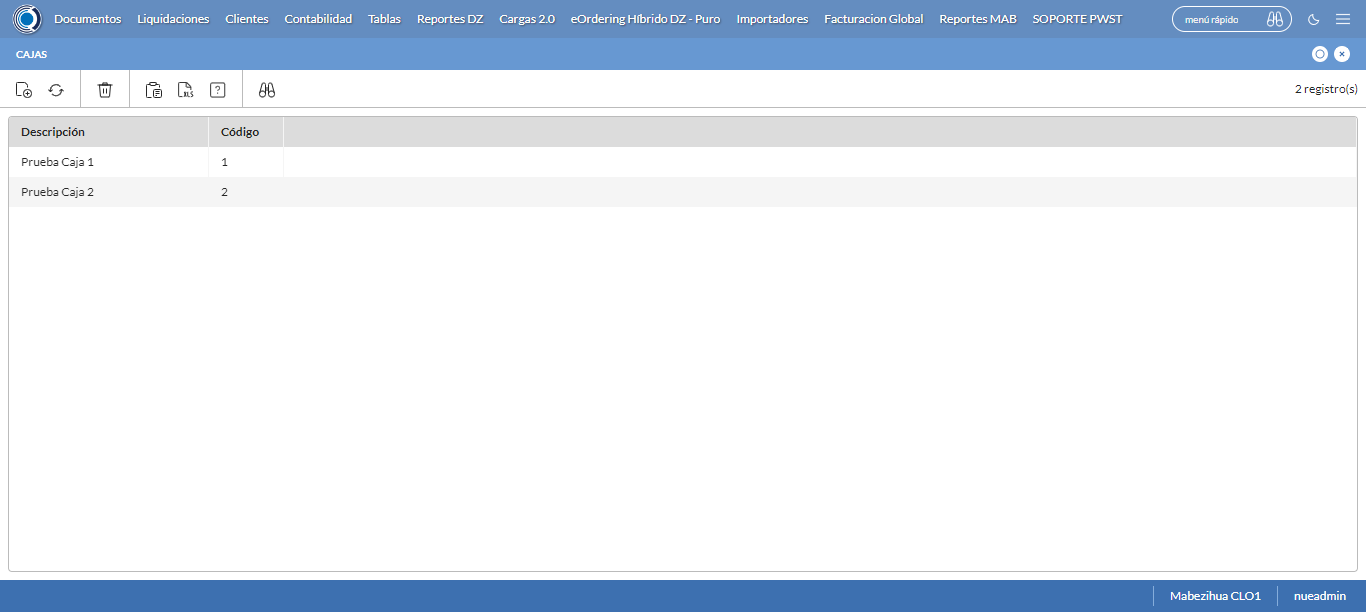 Documentos Liquidaciones Clientes Contabilidad Tablas Reportes DZ Cargas 2.0 eOrdering Híbrido DZ - Puro Importadores Facturacion Global Reportes MAB SOPORTE PWST menú rápido
CAJAS
XLS ? 2 registro(s)
Descripción Código
Prueba Caja 1 1
Prueba Caja 2 2
Mabezihua CLO1 nueadmin